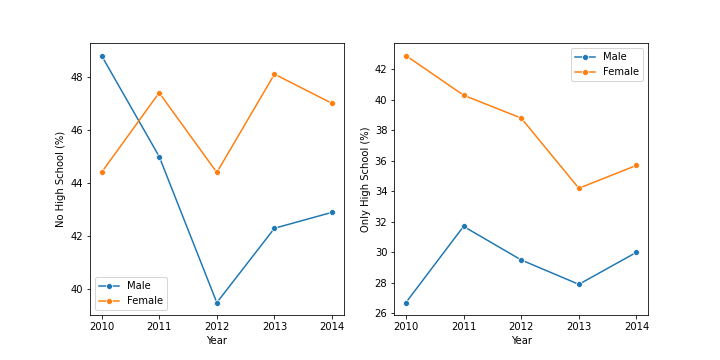 No High School (%)
48
46
44
42
40
2010 2011 2012 2013 2014
Year
Male
Female
Only High School (%)
42
40
38
36
34
32
30
28
26
2010 2011 2012 2013 2014
Year
Male
Female